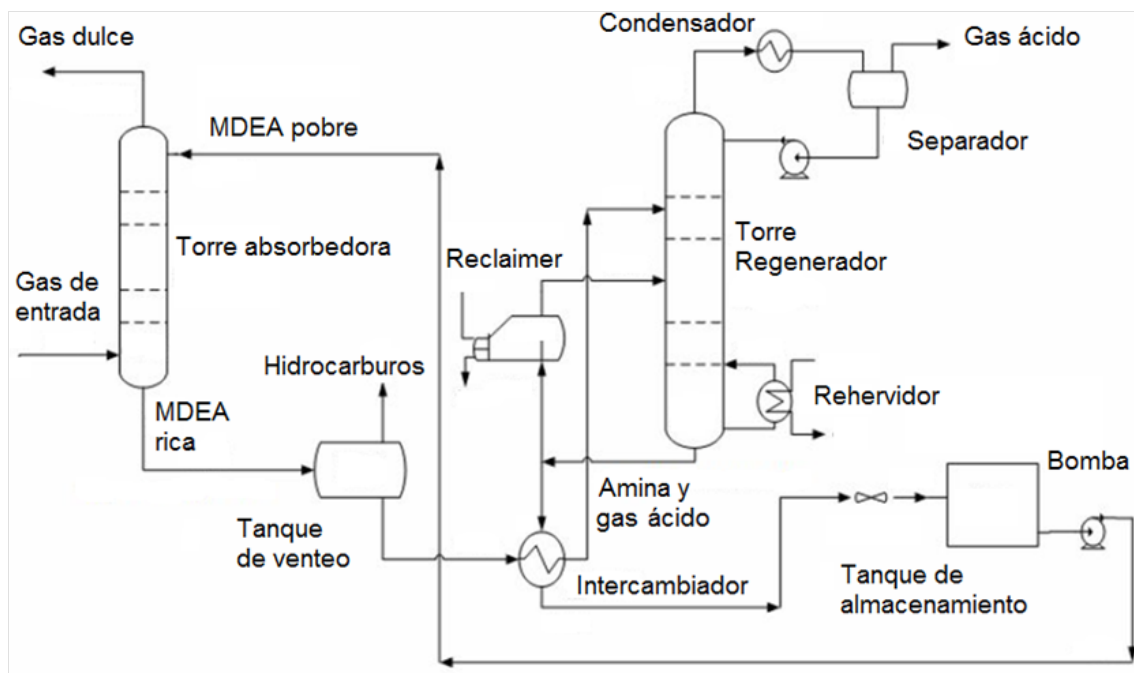 Condensador
Gas dulce
Gas ácido
MDEA pobre
Separador
Torre absorbedora
Torre
Regenerador
Reclaimer
Gas de
entrada
Hidrocarburos
Rehervidor
MDEA
rica
Bomba
Amina y
gas ácido
Tanque
de venteo
Intercambiador
Tanque de
almacenamiento